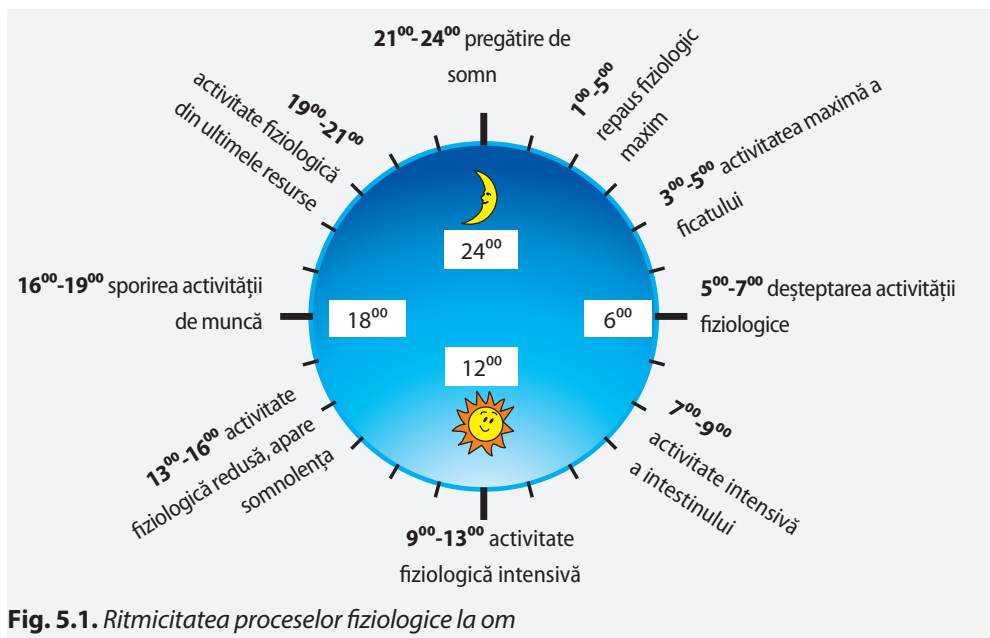 21⁰⁰-24⁰⁰ pregătire de
somn
1⁰⁰-5⁰⁰
repaus fiziologic
maxim
3⁰⁰-5⁰⁰ activitatea maximă a
ficatului
5⁰⁰-7⁰⁰ deșteptarea activității
fiziologice
7⁰⁰-9⁰⁰
activitate intensivă
a intestinului
9⁰⁰-13⁰⁰ activitate
fiziologică intensivă
13⁰⁰-16⁰⁰ activitate
fiziologică redusă, apare
somnolența
16⁰⁰-19⁰⁰ sporirea activității
de muncă
19⁰⁰-21⁰⁰
activitate fiziologică
din ultimele resurse
24⁰⁰
18⁰⁰
6⁰⁰
12⁰⁰
Fig. 5.1. Ritmicitatea proceselor fiziologice la om